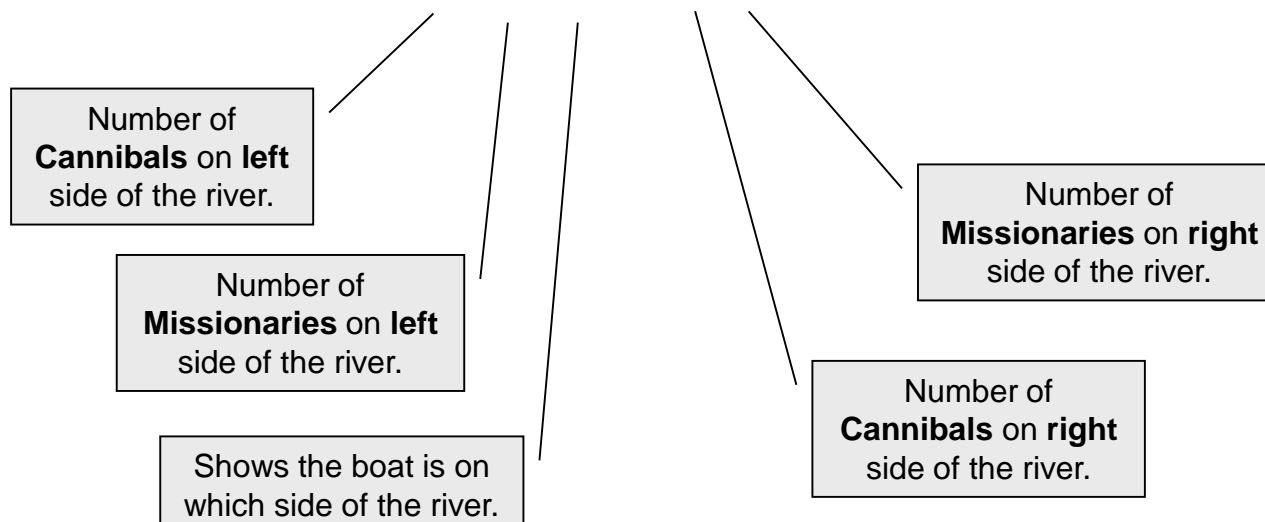 Number of
Cannibals on left
side of the river.
Number of
Missionaries on left
side of the river.
Shows the boat is on
which side of the river.
Number of
Missionaries on right
side of the river.
Number of
Cannibals on right
side of the river.